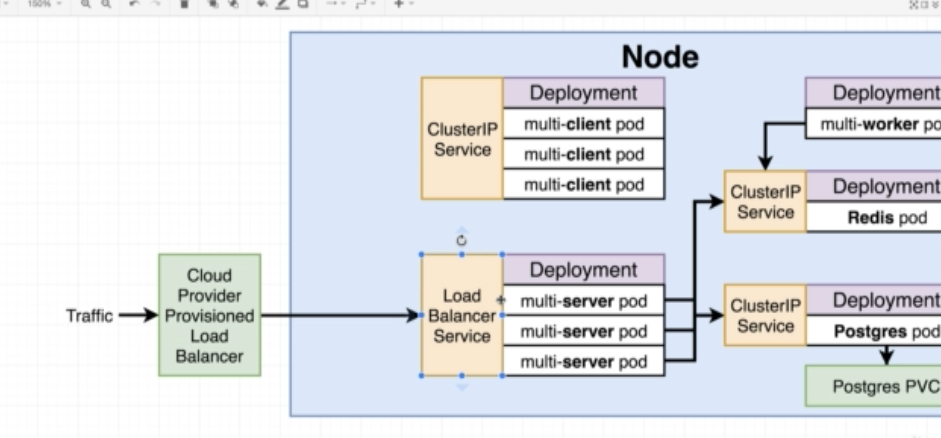 150%
Node
Deployment
ClusterIP
Service
multi-client pod
multi-client pod
multi-client pod
Deployment
multi-worker po
ClusterIP
Service
Deployment
Redis pod
Traffic
Cloud
Provider
Provisioned
Load
Balancer
Load
Balancer
Service
Deployment
multi-server pod
multi-server pod
multi-server pod
ClusterIP
Service
Deployment
Postgres pod
Postgres PVC